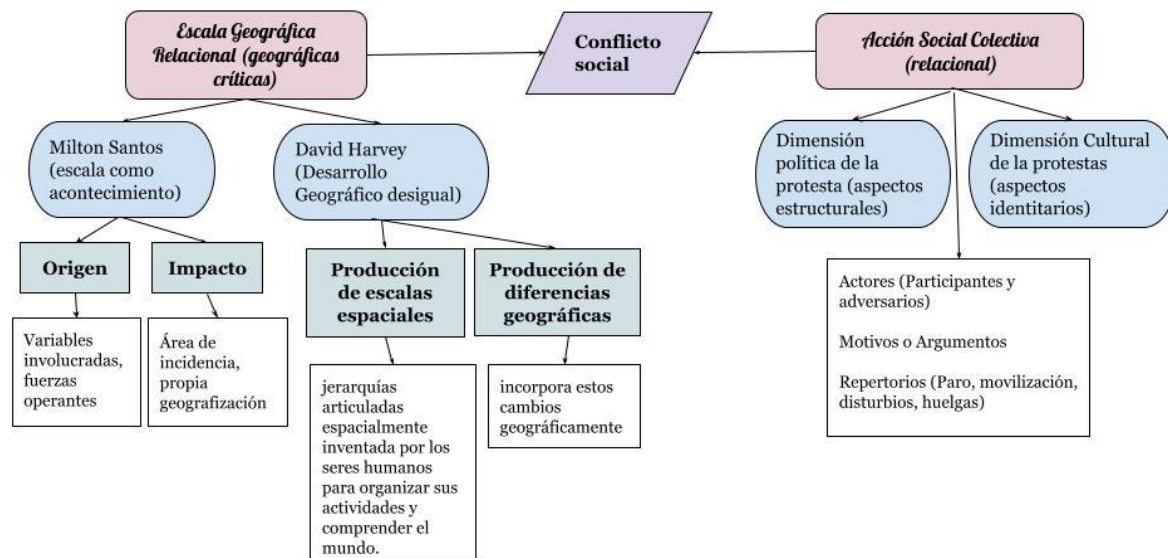 Escala Geográfica
Relacional (geográficas
críticas)
Conflicto
social
Acción Social Colectiva
(relacional)
Milton Santos
(escala como
acontecimiento)
David Harvey
(Desarrollo
Geográfico desigual)
Dimensión
política de la
protesta (aspectos
estructurales)
Dimensión Cultural
de la protestas
(aspectos
identitarios)
Origen
Impacto
Producción
de escalas
espaciales
Producción de
diferencias
geográficas
Variables
involucradas,
fuerzas
operantes
Área de
incidencia,
propia
geografización
jerarquías
articuladas
espacialmente
inventada por los
seres humanos
para organizar sus
actividades y
comprender el
mundo.
incorpora estos
cambios
geográficamente
Actores (Participantes y
adversarios)
Motivos o Argumentos
Repertorios (Paro, movilización,
disturbios, huelgas)